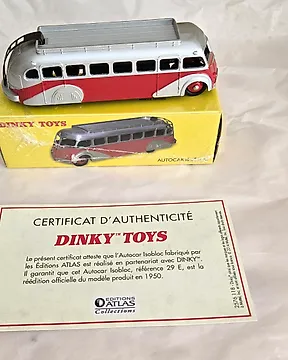 DINKY TOYS
AUTOCAR
CERTIFICAT D'AUTHENTICITÉ
DINKY™ TOYS
Le présent certificat atteste que l'Autocar Isobloc fabriqué par
les Éditions ATLAS est réalisé en partenariat avec DINKY™.
Il garantit que cet Autocar Isobloc, référence 29 E, est la
réédition officielle du modèle produit en 1950.
EDITIONS
ATLAS
Collections